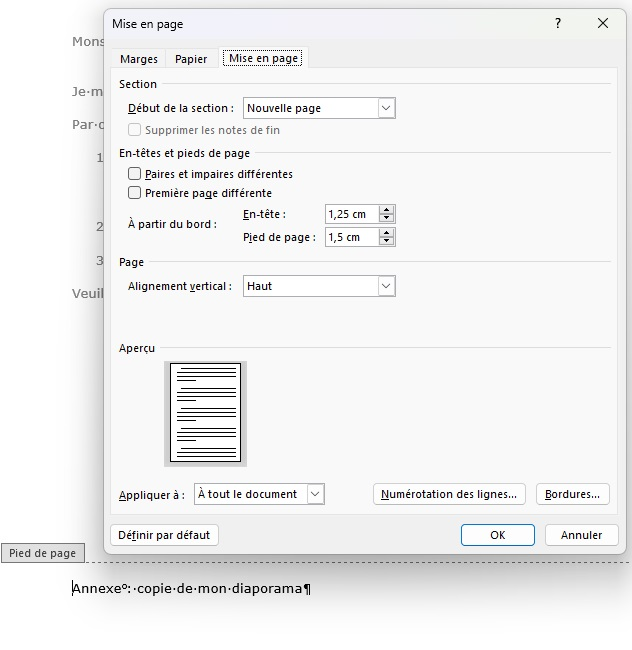 Mise en page
?
Mons
Marges Papier Mise en page
Section
Je·m
Début de la section : Nouvelle page
Par·d
Supprimer les notes de fin
En-têtes et pieds de page
1
Paires et impaires différentes
Première page différente
En-tête : 1,25 cm
À partir du bord :
2
Pied de page : 1,5 cm
3
Page
Alignement vertical : Haut
Veuil
Aperçu
Appliquer à : À tout le document Numérotation des lignes... Bordures...
Définir par défaut OK Annuler
Pied de page
Annexe°:·copie·de·mon·diaporama¶